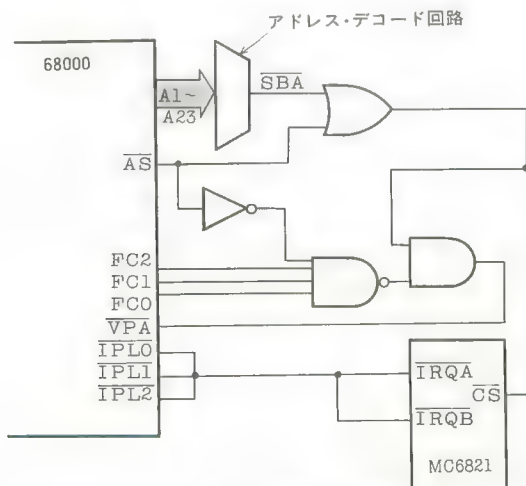 アドレス・デコード回路
68000
A1~
A23
SBA
AS
FC2
FC1
FC0
VPA
IPL0
IPL1
IPL2
IRQA
CS
IRQB
MC6821